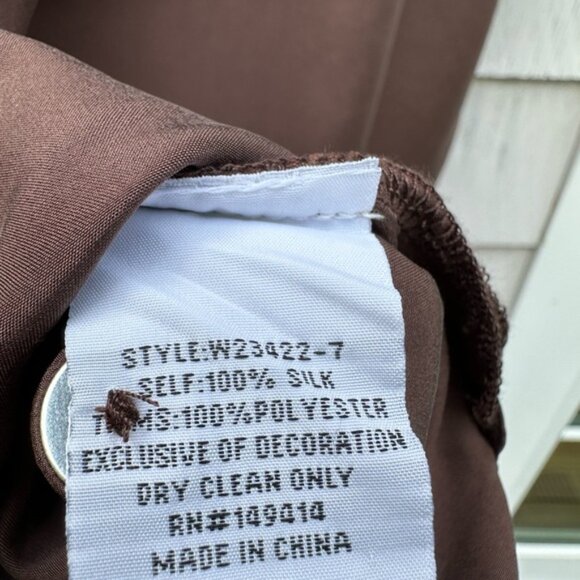 STYLE:W23422-7
SELF:100% SILK
100%POLYESTER
EXCLUSIVE OF DECORATION
DRY CLEAN ONLY
RN#149414
MADE IN CHINA